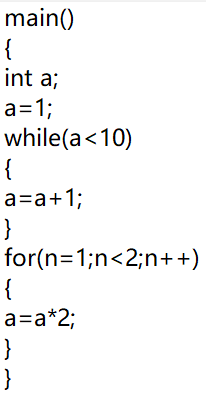 main()
{
int a;
a=1;
while(a<10)
{
a=a+1;
}
for(n=1;n<2;n++)
{
a=a*2;
}
}